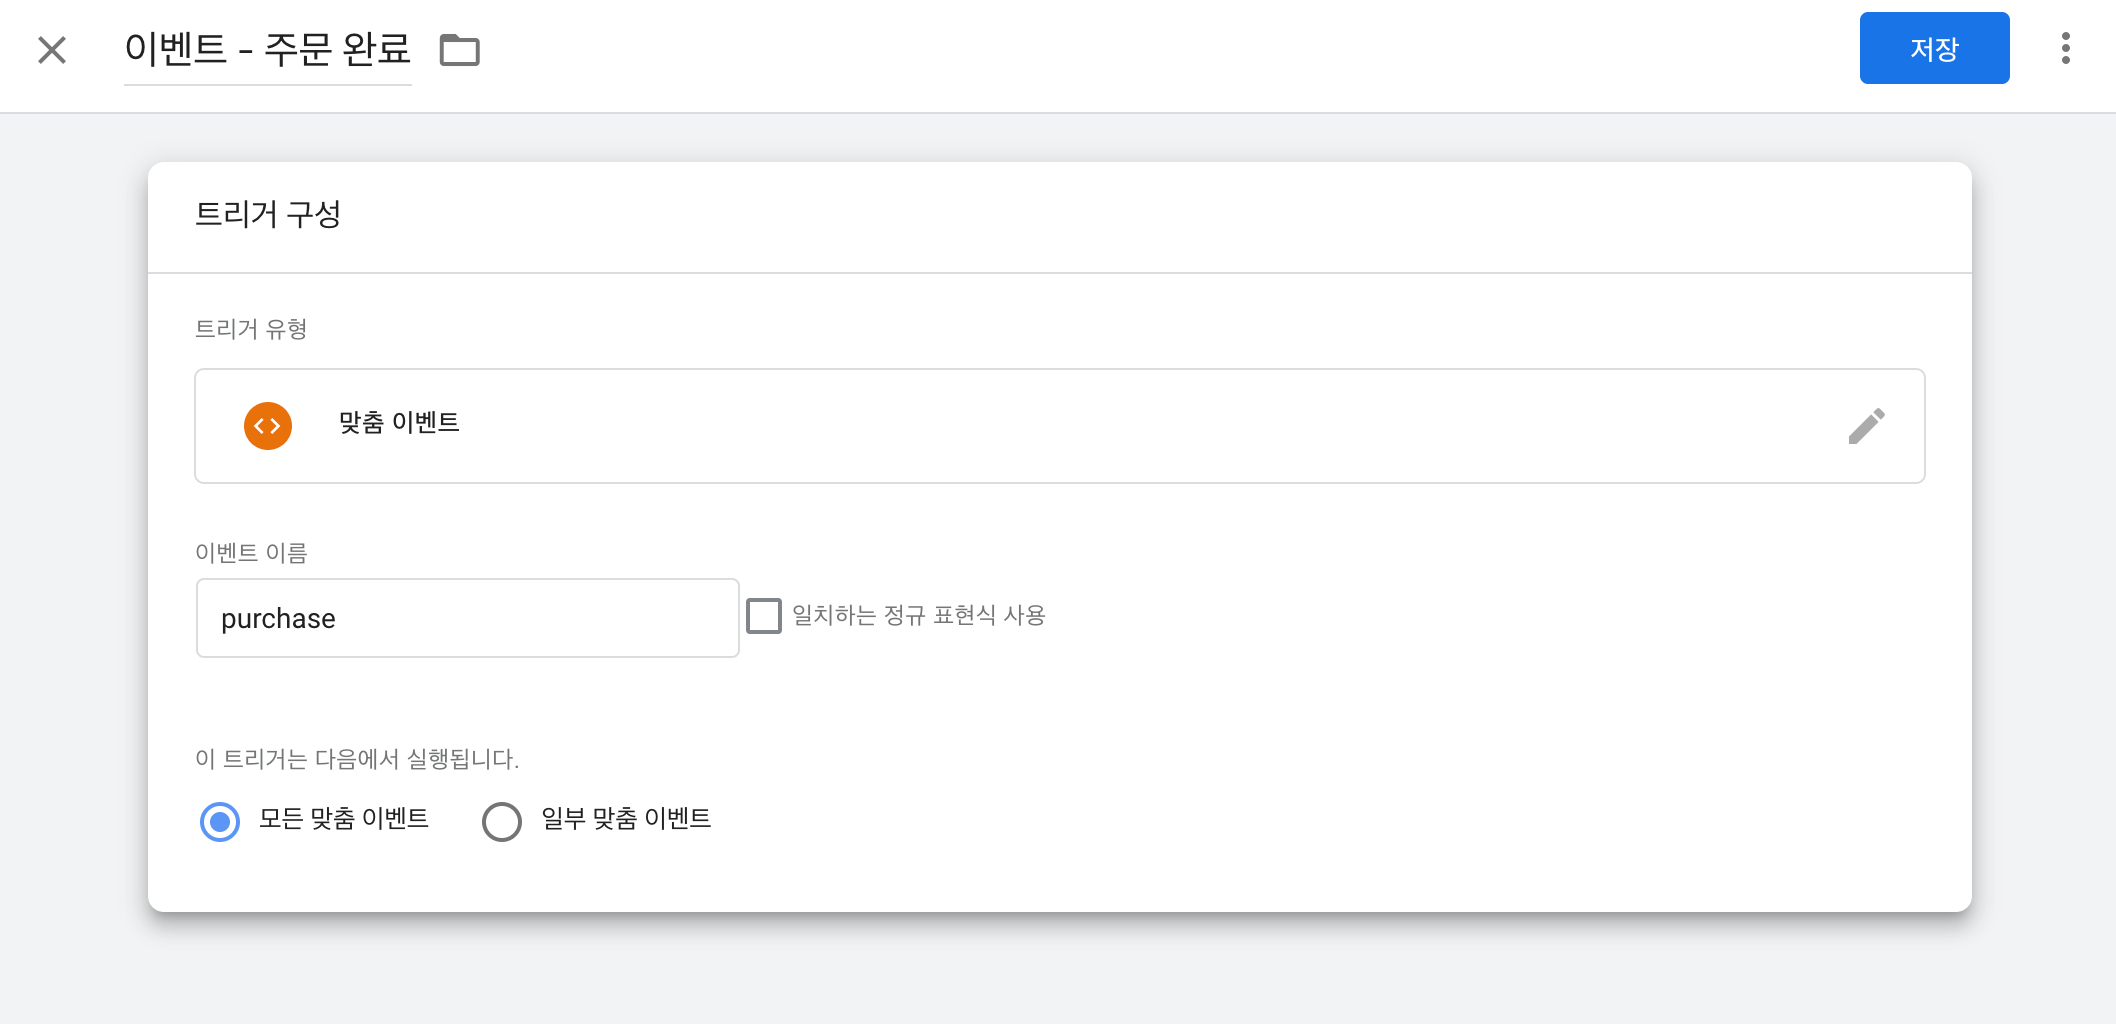 이벤트 - 주문 완료
저장
트리거 구성
트리거 유형
맞춤 이벤트
이벤트 이름
purchase
일치하는 정규 표현식 사용
이 트리거는 다음에서 실행됩니다.
모든 맞춤 이벤트 일부 맞춤 이벤트